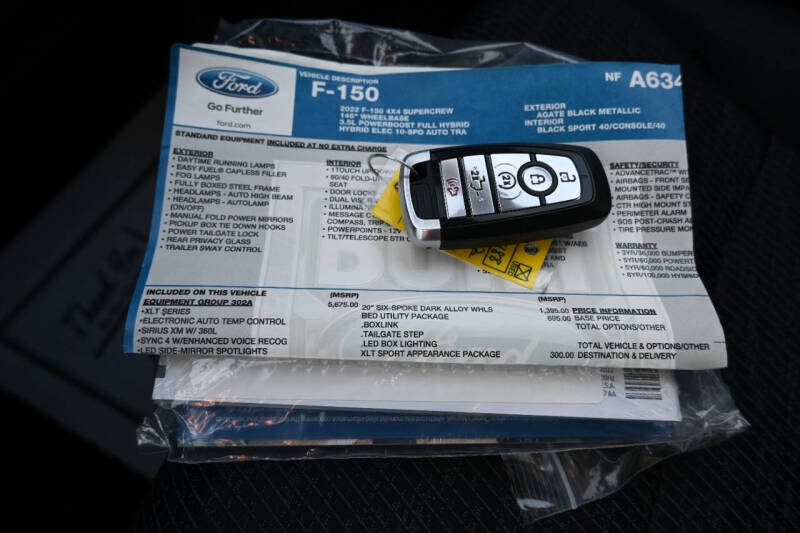 Ford
Go Further
ford.com
VEHICLE DESCRIPTION
F-150
2022 F-150 4X4 SUPERCREW
145" WHEELBASE
3.5L POWERBOOST FULL HYBRID
HYBRID ELEC 10-SPD AUTO TRA
NF A634
EXTERIOR
AGATE BLACK METALLIC
INTERIOR
BLACK SPORT 40/CONSOLE/40
STANDARD EQUIPMENT INCLUDED AT NO EXTRA CHARGE
EXTERIOR
• DAYTIME RUNNING LAMPS
• EASY FUEL® CAPLESS FILLER
• FOG LAMPS
• FULLY BOXED STEEL FRAME
• HEADLAMPS - AUTO HIGH BEAM
• HEADLAMPS - AUTOLAMP
(ON/OFF)
• MANUAL FOLD POWER MIRRORS
• PICKUP BOX TIE DOWN HOOKS
• POWER TAILGATE LOCK
• REAR PRIVACY GLASS
• TRAILER SWAY CONTROL
INTERIOR
• 1TOUCH UP/DOW
• 60/40 FOLD-U
SEAT
• DOOR LOCK
• DUAL VIS
• ILLUMINA
• MESSAGE C
COMPASS, TRIP
• POWERPOINTS - 12V
• TILT/TELESCOPE STR C
W/AEB
SAFETY/SECURITY
• ADVANCETRAC™
• AIRBAGS - FRONT
MOUNTED SIDE IMP
• AIRBAGS - SAFETY C
• CTR HIGH MOUNT ST
• PERIMETER ALARM
• SOS POST-CRASH AL
• TIRE PRESSURE MON
WARRANTY
• 3YR/36,000 BUMPER
• 5YR/60,000 POWERT
• 5YR/60,000 ROADSID
• 8YR/100,000 HYBRID
INCLUDED ON THIS VEHICLE
(MSRP)
EQUIPMENT GROUP 302A
5,675.00
•XLT SERIES
•ELECTRONIC AUTO TEMP CONTROL
•SIRIUS XM W/ 360L
•SYNC 4 W/ENHANCED VOICE RECOG
•LED SIDE-MIRROR SPOTLIGHTS
(MSRP)
20" SIX-SPOKE DARK ALLOY WHLS
1,395.00
BED UTILITY PACKAGE
695.00
.BOXLINK
.TAILGATE STEP
.LED BOX LIGHTING
XLT SPORT APPEARANCE PACKAGE
300.00
PRICE INFORMATION
BASE PRICE
TOTAL OPTIONS/OTHER
TOTAL VEHICLE & OPTIONS/OTHER
DESTINATION & DELIVERY
Ford